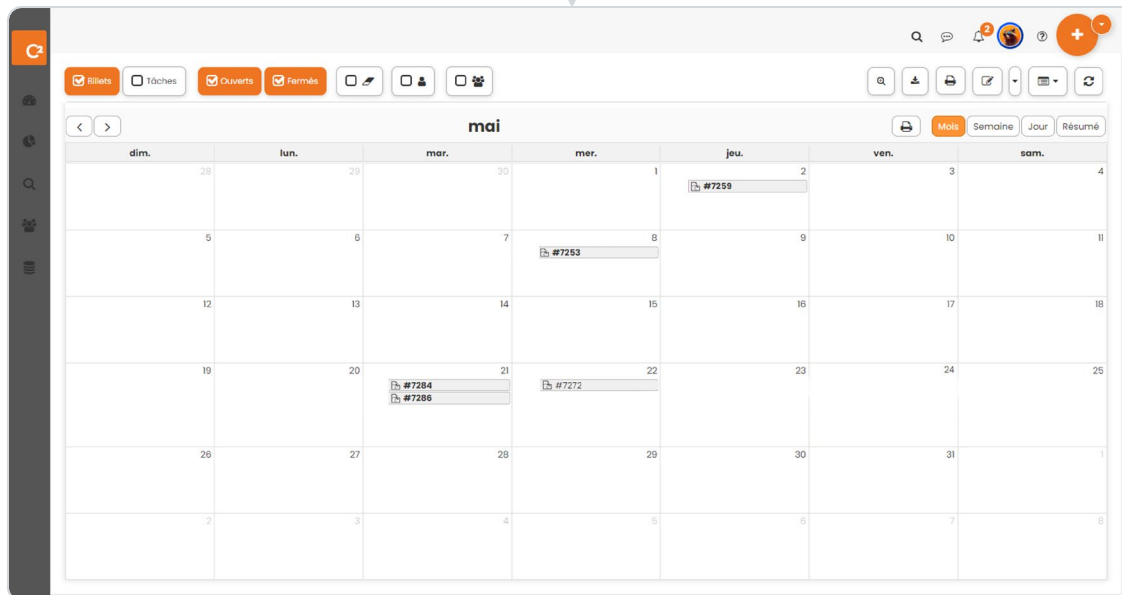 2
C²
Billets Tâches Ouverts Fermés
mai
Mois Semaine Jour Résumé
dim. lun. mar. mer. jeu. ven. sam.
28 29 30 1 2 3 4
#7259
5 6 7 8 9 10 11
#7253
12 13 14 15 16 17 18
19 20 21 22 23 24 25
#7284 #7272
#7286
26 27 28 29 30 31 1
2 3 4 5 6 7 8